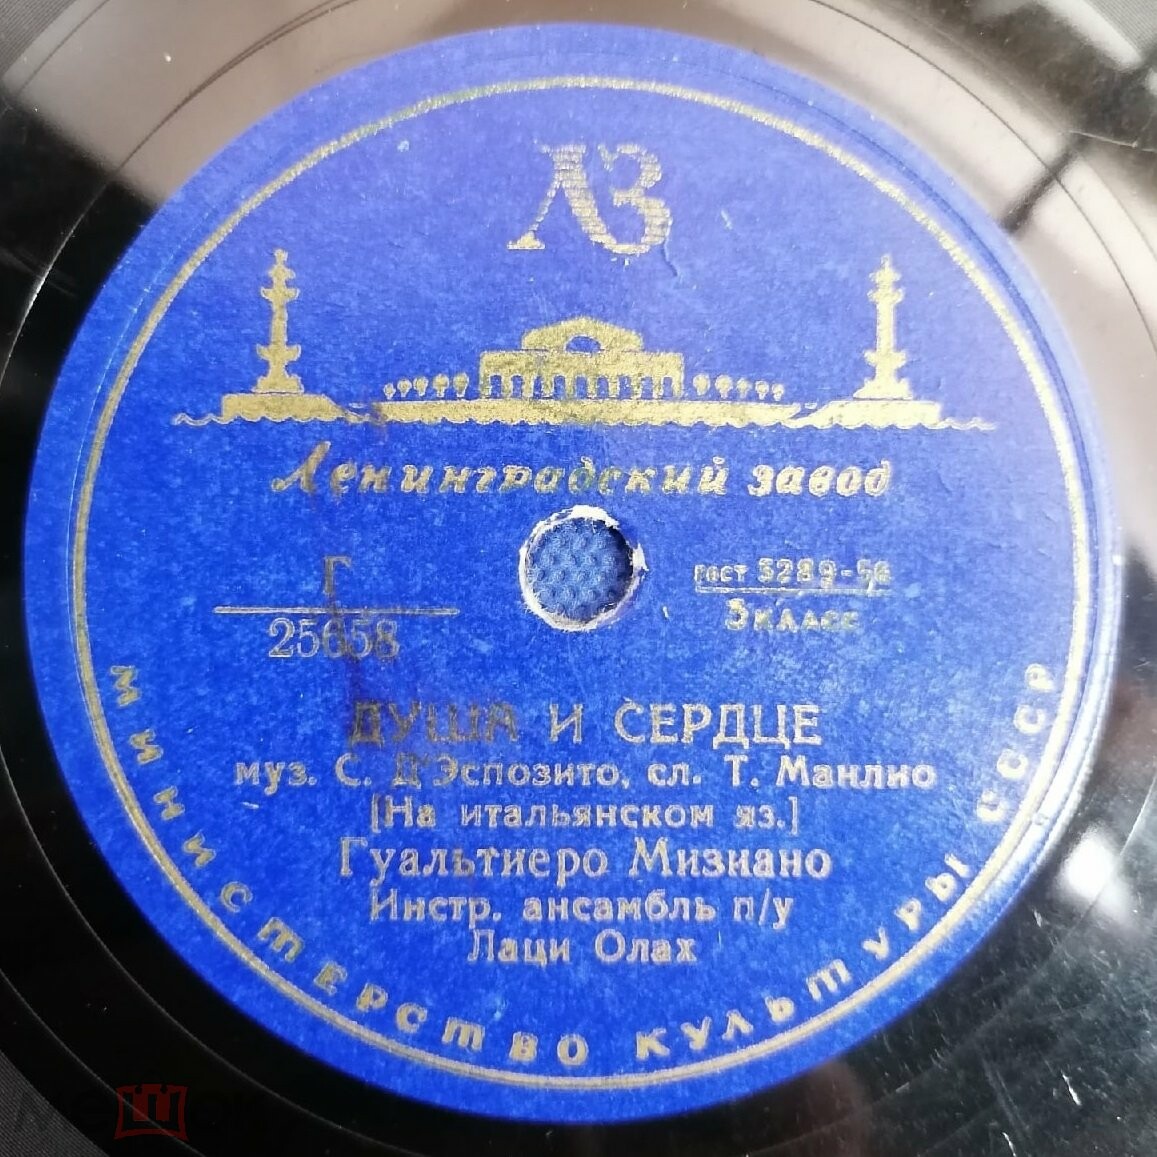 ЛЗ
Ленинградский завод
Г
25658
ГОСТ 5289-56
3 КЛАСС
ДУША И СЕРДЦЕ
муз. С. Д'Эспозито, сл. Т. Манлио
[На итальянском яз.]
Гуальтиеро Мизиано
Инстр. ансамбль п/у
Лаци Олах
МИНИСТЕРСТВО КУЛЬТУРЫ СССР
мешок